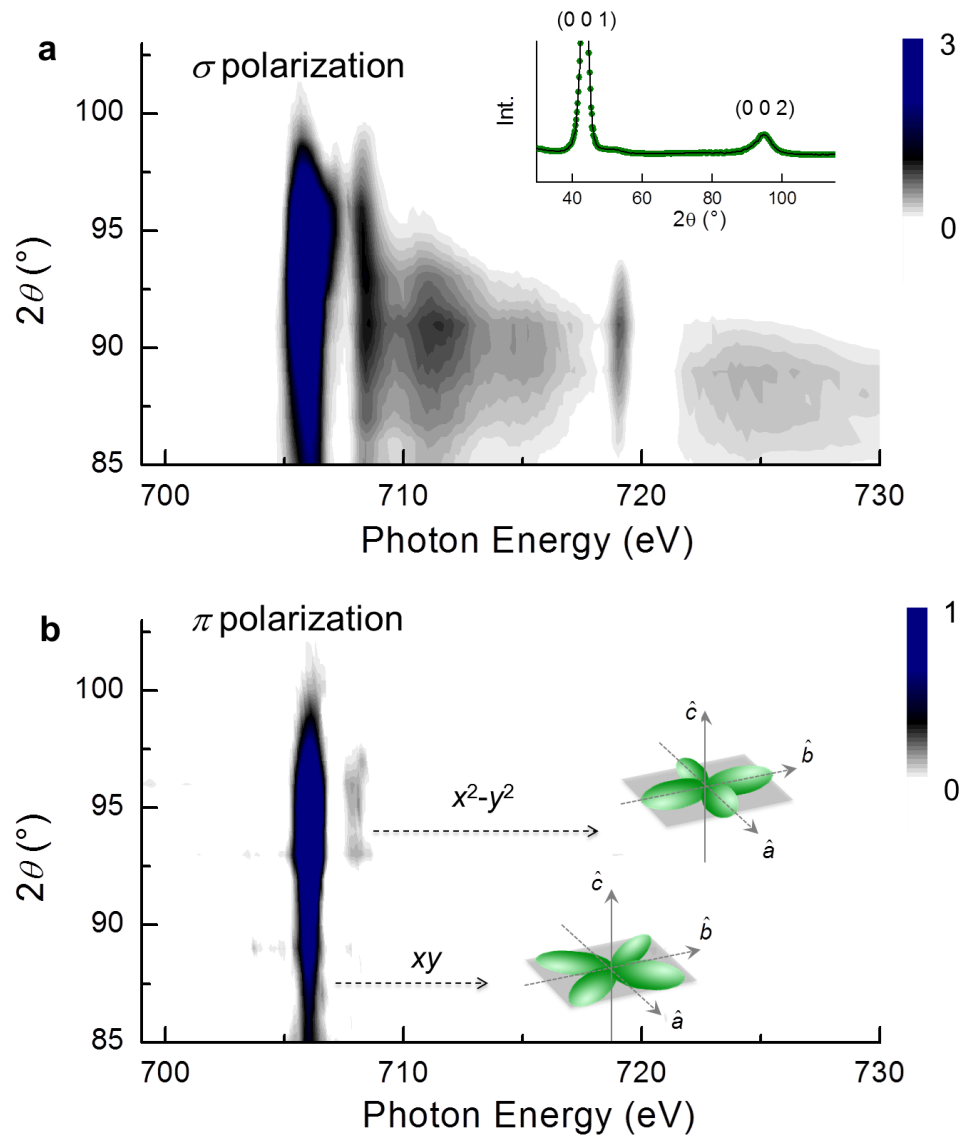 a
σ polarization
(0 0 1)
(0 0 2)
Int.
40 60 80 100
2θ (°)
3
0
100
95
90
85
2θ (°)
700 710 720 730
Photon Energy (eV)
b
π polarization
1
0
100
95
90
85
2θ (°)
x²-y²
ĉ
b̂
â
xy
ĉ
b̂
â
700 710 720 730
Photon Energy (eV)